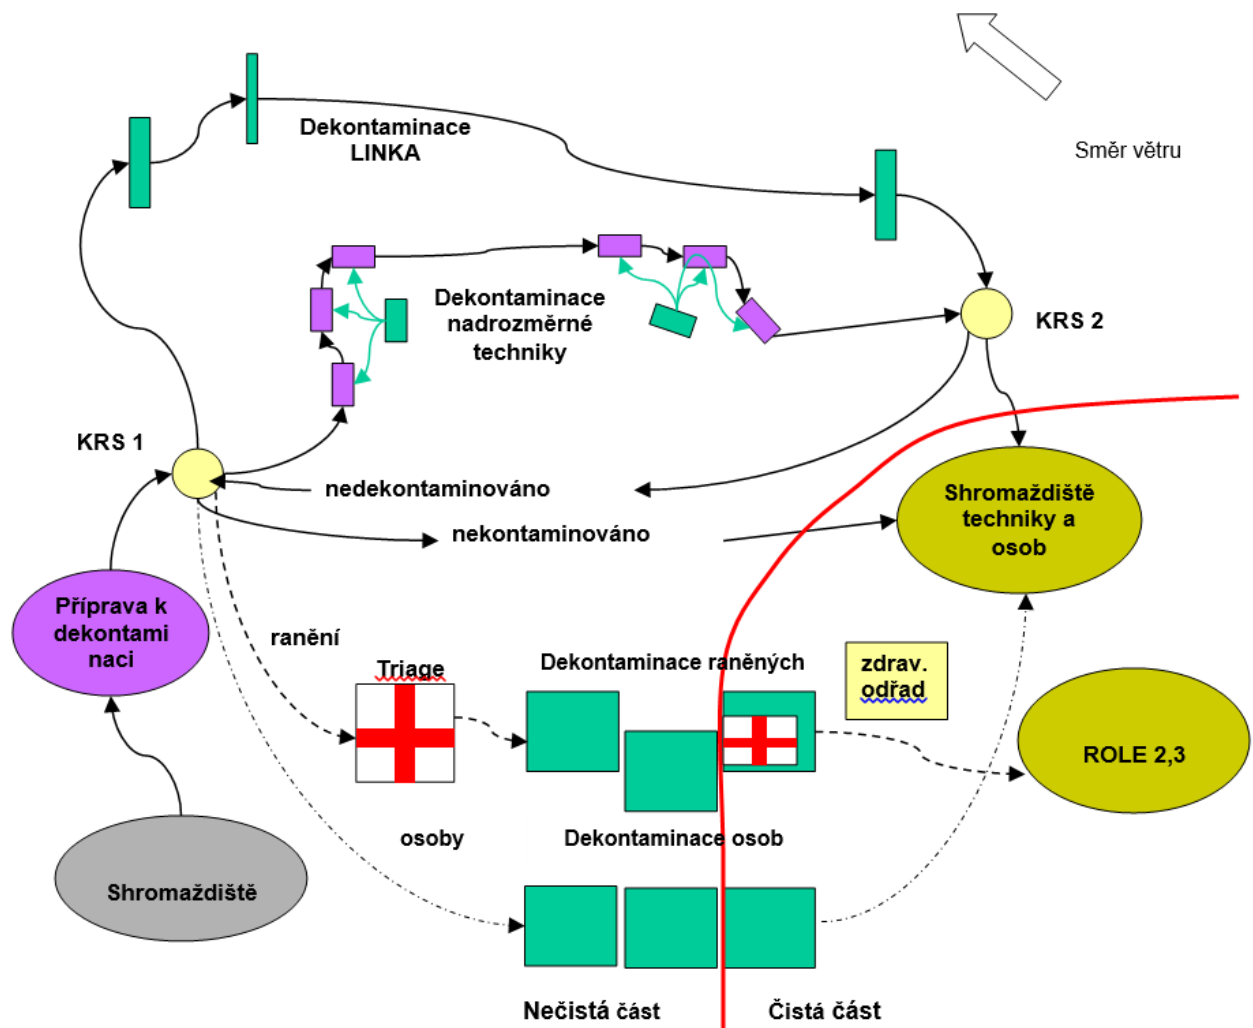 Dekontaminace
LINKA
Směr větru
Dekontaminace
nadrozměrné
techniky
KRS 2
KRS 1
nedekontaminováno
Shromaždiště
techniky a
osob
nekontaminováno
Příprava k
dekontami
naci
ranění
Triage
Dekontaminace raněných
zdrav.
odřad
ROLE 2,3
osoby
Dekontaminace osob
Shromaždiště
Nečistá část
Čistá část